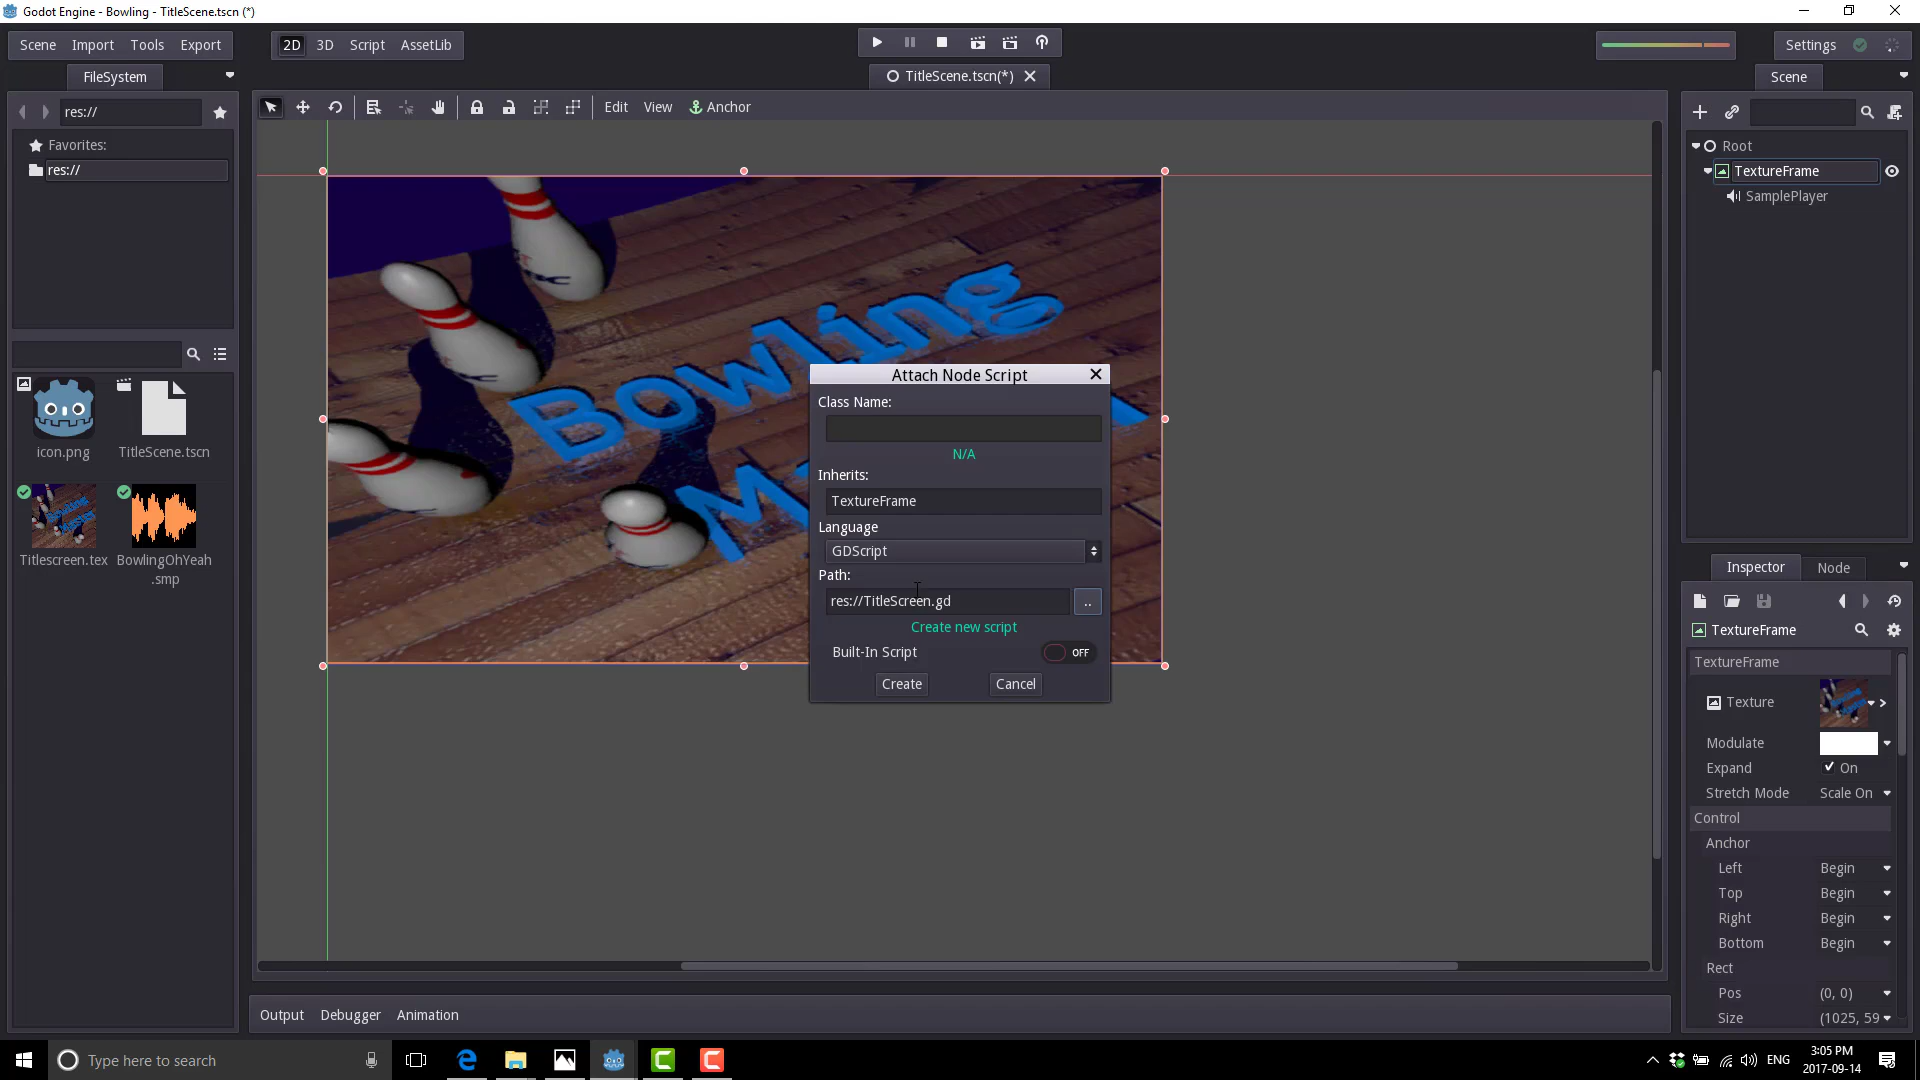 Godot Engine - Bowling - TitleScene.tscn (*)
Scene Import Tools Export
2D 3D Script AssetLib
Settings
FileSystem
TitleScene.tscn(*)
Scene
res://
Edit View Anchor
Favorites:
res://
Root
TextureFrame
SamplePlayer
icon.png
TitleScene.tscn
Titlescreen.tex
BowlingOhYeah
.smp
Bowling
Attach Node Script
Class Name:
N/A
Inherits:
TextureFrame
Language
GDScript
Path:
res://TitleScreen.gd
..
Create new script
Built-In Script OFF
Create Cancel
Inspector Node
TextureFrame
TextureFrame
Texture
Modulate
Expand On
Stretch Mode Scale On
Control
Anchor
Left Begin
Top Begin
Right Begin
Bottom Begin
Rect
Pos (0, 0)
Size (1025, 59
Output Debugger Animation
Type here to search
ENG
3:05 PM
2017-09-14